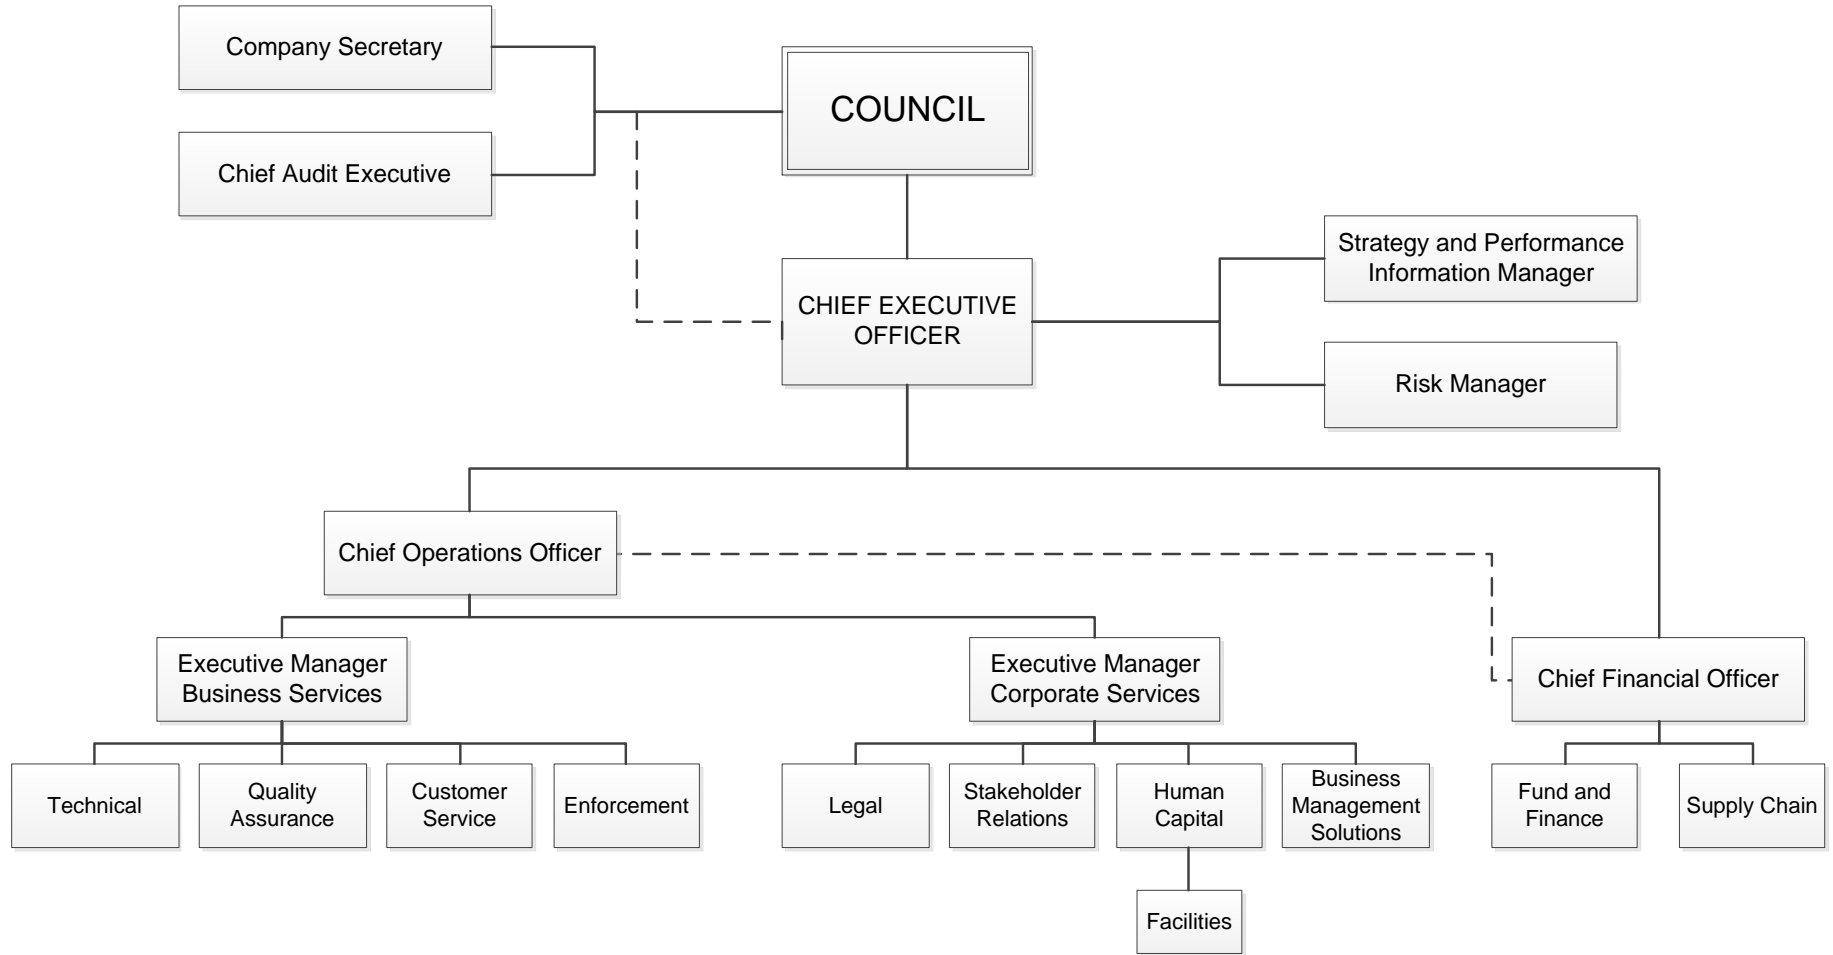 Company Secretary
COUNCIL
Chief Audit Executive
Strategy and Performance
Information Manager
CHIEF EXECUTIVE
OFFICER
Risk Manager
Chief Operations Officer
Executive Manager
Business Services
Executive Manager
Corporate Services
Chief Financial Officer
Technical
Quality
Assurance
Customer
Service
Enforcement
Legal
Stakeholder
Relations
Human
Capital
Business
Management
Solutions
Fund and
Finance
Supply Chain
Facilities